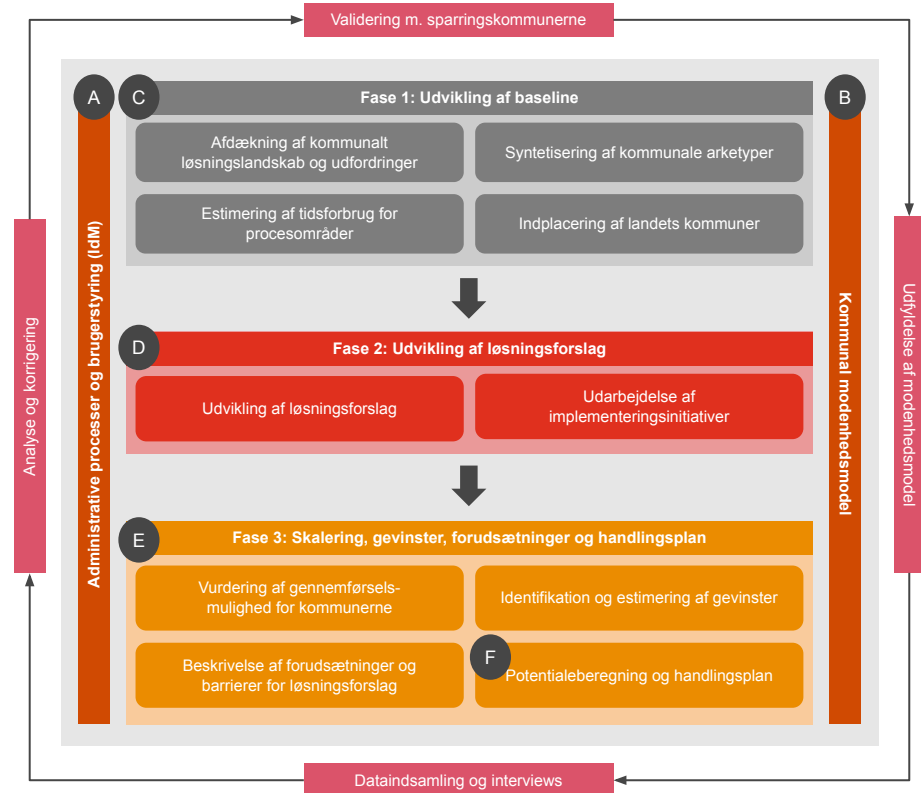 Validering m. sparringskommunerne
A
C
Fase 1: Udvikling af baseline
B
Afdækning af kommunalt
løsningslandskab og udfordringer
Syntetisering af kommunale arketyper
Estimering af tidsforbrug for
procesområder
Indplacering af landets kommuner
Analyse og korrigering
Administrative processer og brugerstyring (IdM)
Kommunal modenhedsmodel
Udfyldelse af modenhedsmodel
D
Fase 2: Udvikling af løsningsforslag
Udvikling af løsningsforslag
Udarbejdelse af
implementeringsinitiativer
E
Fase 3: Skalering, gevinster, forudsætninger og handlingsplan
Vurdering af gennemførsels-
mulighed for kommunerne
Identifikation og estimering af gevinster
Beskrivelse af forudsætninger og
barrierer for løsningsforslag
F
Potentialeberegning og handlingsplan
Dataindsamling og interviews